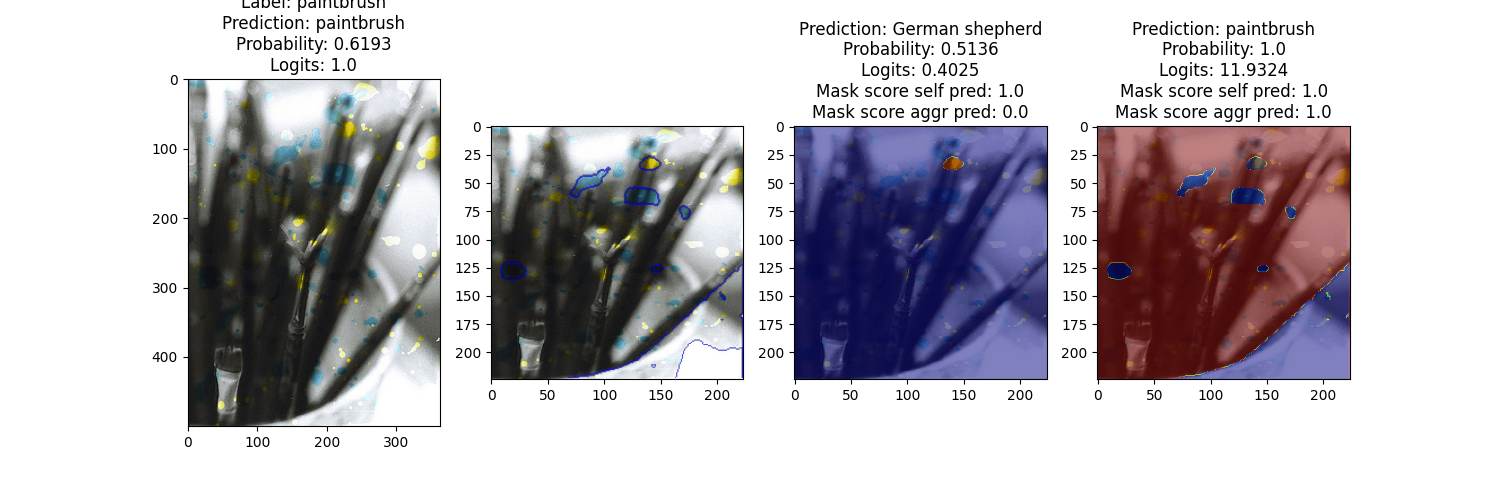 Label: paintbrush
Prediction: paintbrush
Probability: 0.6193
Logits: 1.0
Prediction: German shepherd
Probability: 0.5136
Logits: 0.4025
Mask score self pred: 1.0
Mask score aggr pred: 0.0
Prediction: paintbrush
Probability: 1.0
Logits: 11.9324
Mask score self pred: 1.0
Mask score aggr pred: 1.0
0
100
200
300
400
0 100 200 300
0
25
50
75
100
125
150
175
200
0 50 100 150 200
0
25
50
75
100
125
150
175
200
0 50 100 150 200
0
25
50
75
100
125
150
175
200
0 50 100 150 200